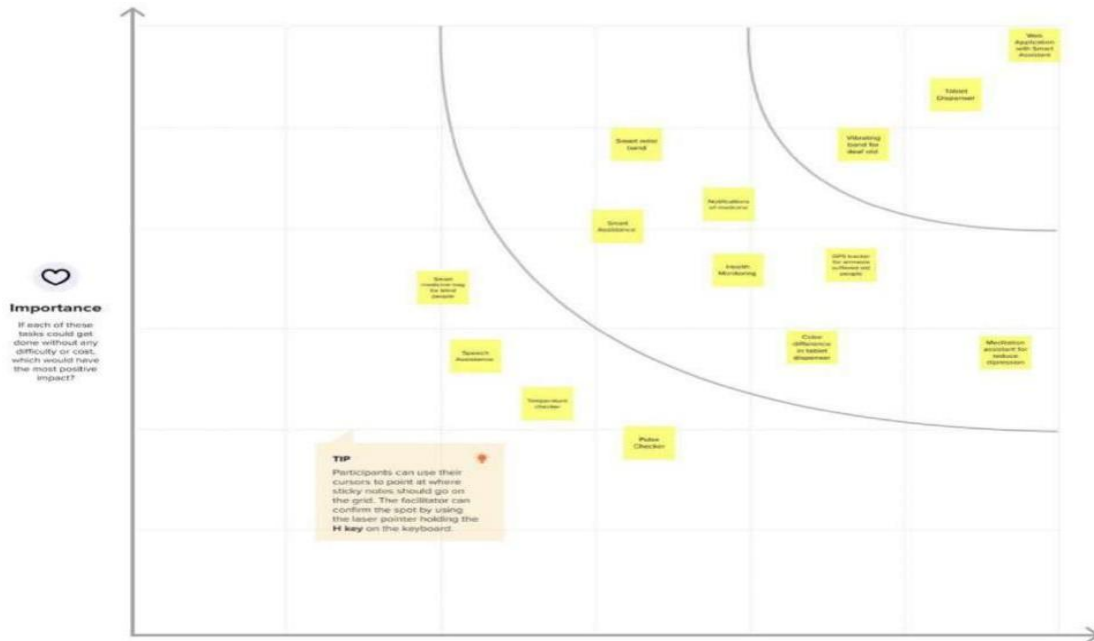 Web
Application
with Smart
Assistant
Tablet
Dispenser
Vibrating
band for
deaf old
Smart
band
Notifications
of medicine
Smart
Assistance
Health
Monitoring
GPS tracker
for amnesia
suffered old
people
Smart
medicine bag
for blind
people
Importance
If each of these
tasks could get
done without any
difficulty or cost,
which would have
the most positive
impact?
Speech
Assistance
Color
difference
in tablet
dispenser
Meditation
assistant for
reduce
Temperature
checker
Pulse
Checker
TIP
Participants can use their
cursors to point at where
sticky notes should go on
the grid. The facilitator can
confirm the spot by using
the laser pointer holding the
H key on the keyboard.